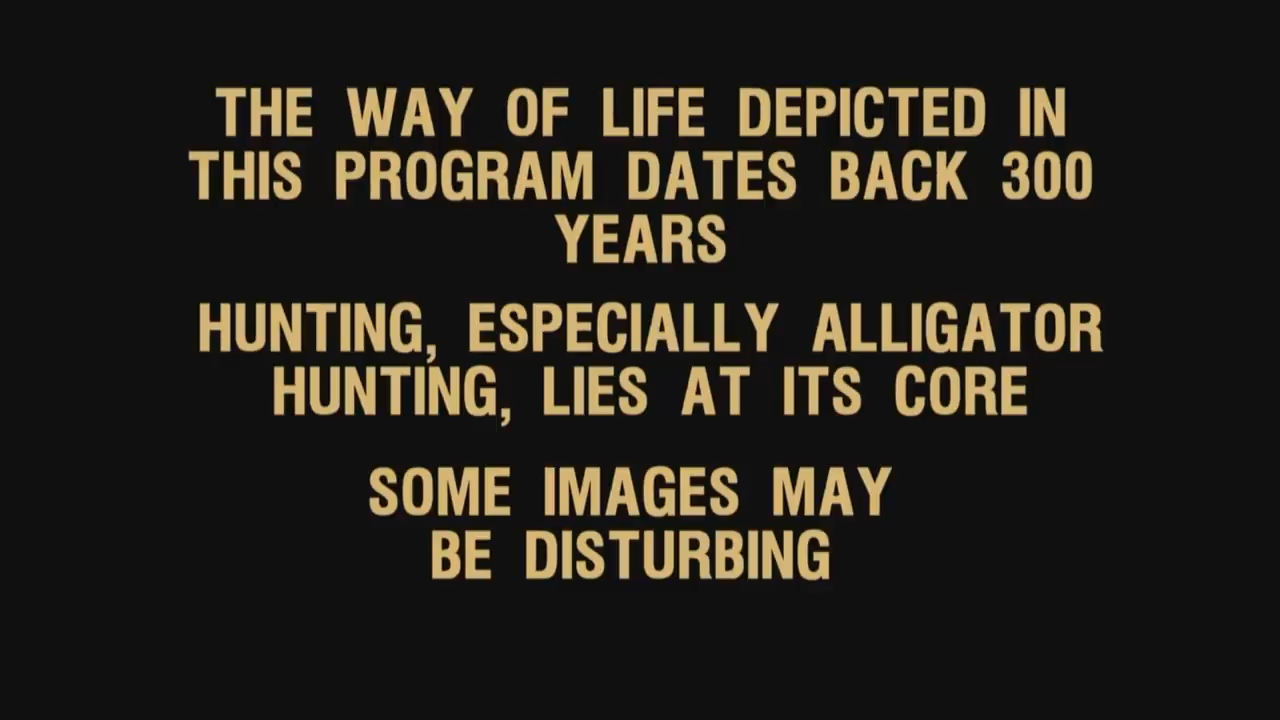 THE WAY OF LIFE DEPICTED IN
THIS PROGRAM DATES BACK 300
YEARS
HUNTING, ESPECIALLY ALLIGATOR
HUNTING, LIES AT ITS CORE
SOME IMAGES MAY
BE DISTURBING